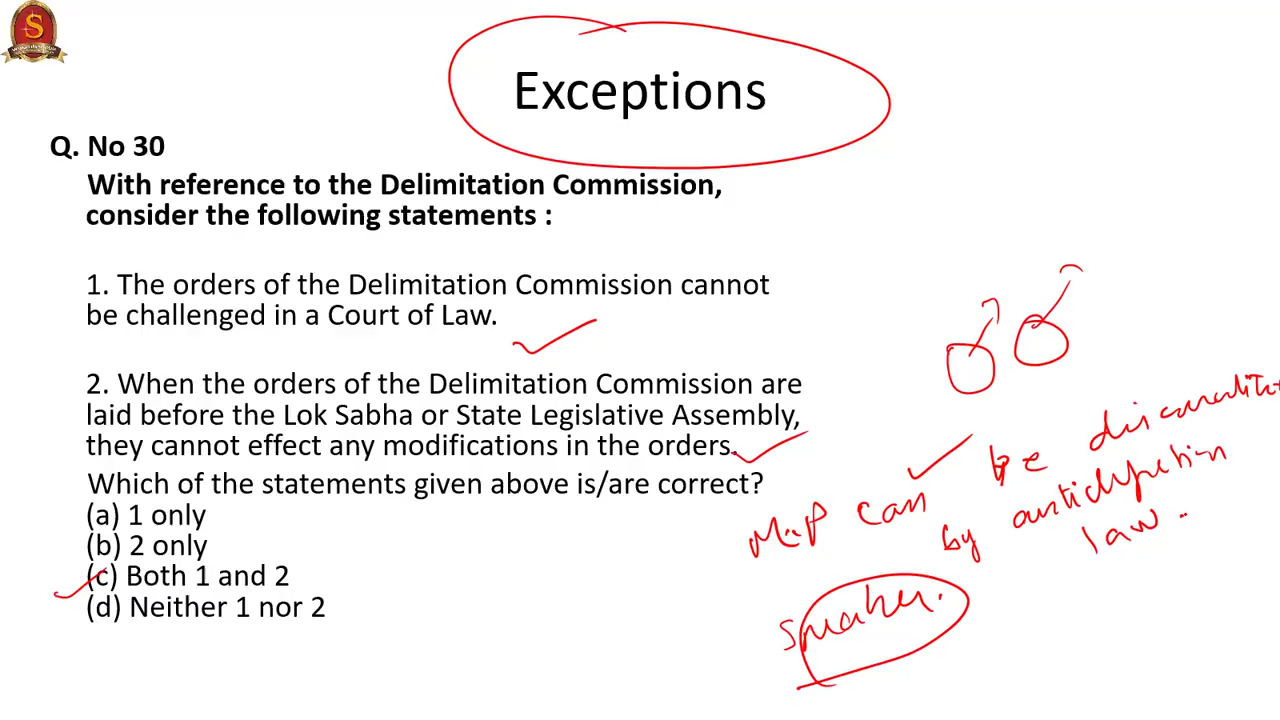 S
Exceptions
Q. No 30
With reference to the Delimitation Commission,
consider the following statements :
1. The orders of the Delimitation Commission cannot
be challenged in a Court of Law.
2. When the orders of the Delimitation Commission are
laid before the Lok Sabha or State Legislative Assembly,
they cannot effect any modifications in the orders.
Which of the statements given above is/are correct?
(a) 1 only
(b) 2 only
(c) Both 1 and 2
(d) Neither 1 nor 2
can be
by
law.
Speaker.